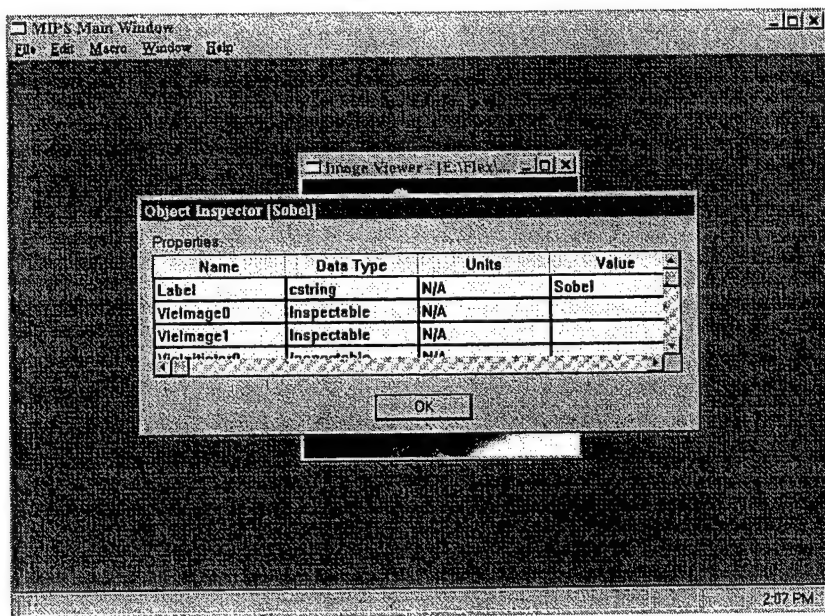 MIPS Main Window
File Edit Macro Window Help
Image Viewer - [E:\Flex\...
Object Inspector [Sobel]
Properties
Name Data Type Units Value
Label cstring N/A Sobel
VieImage0 Inspectable N/A
VieImage1 Inspectable N/A
Inspectable N/A
OK
2:07 PM